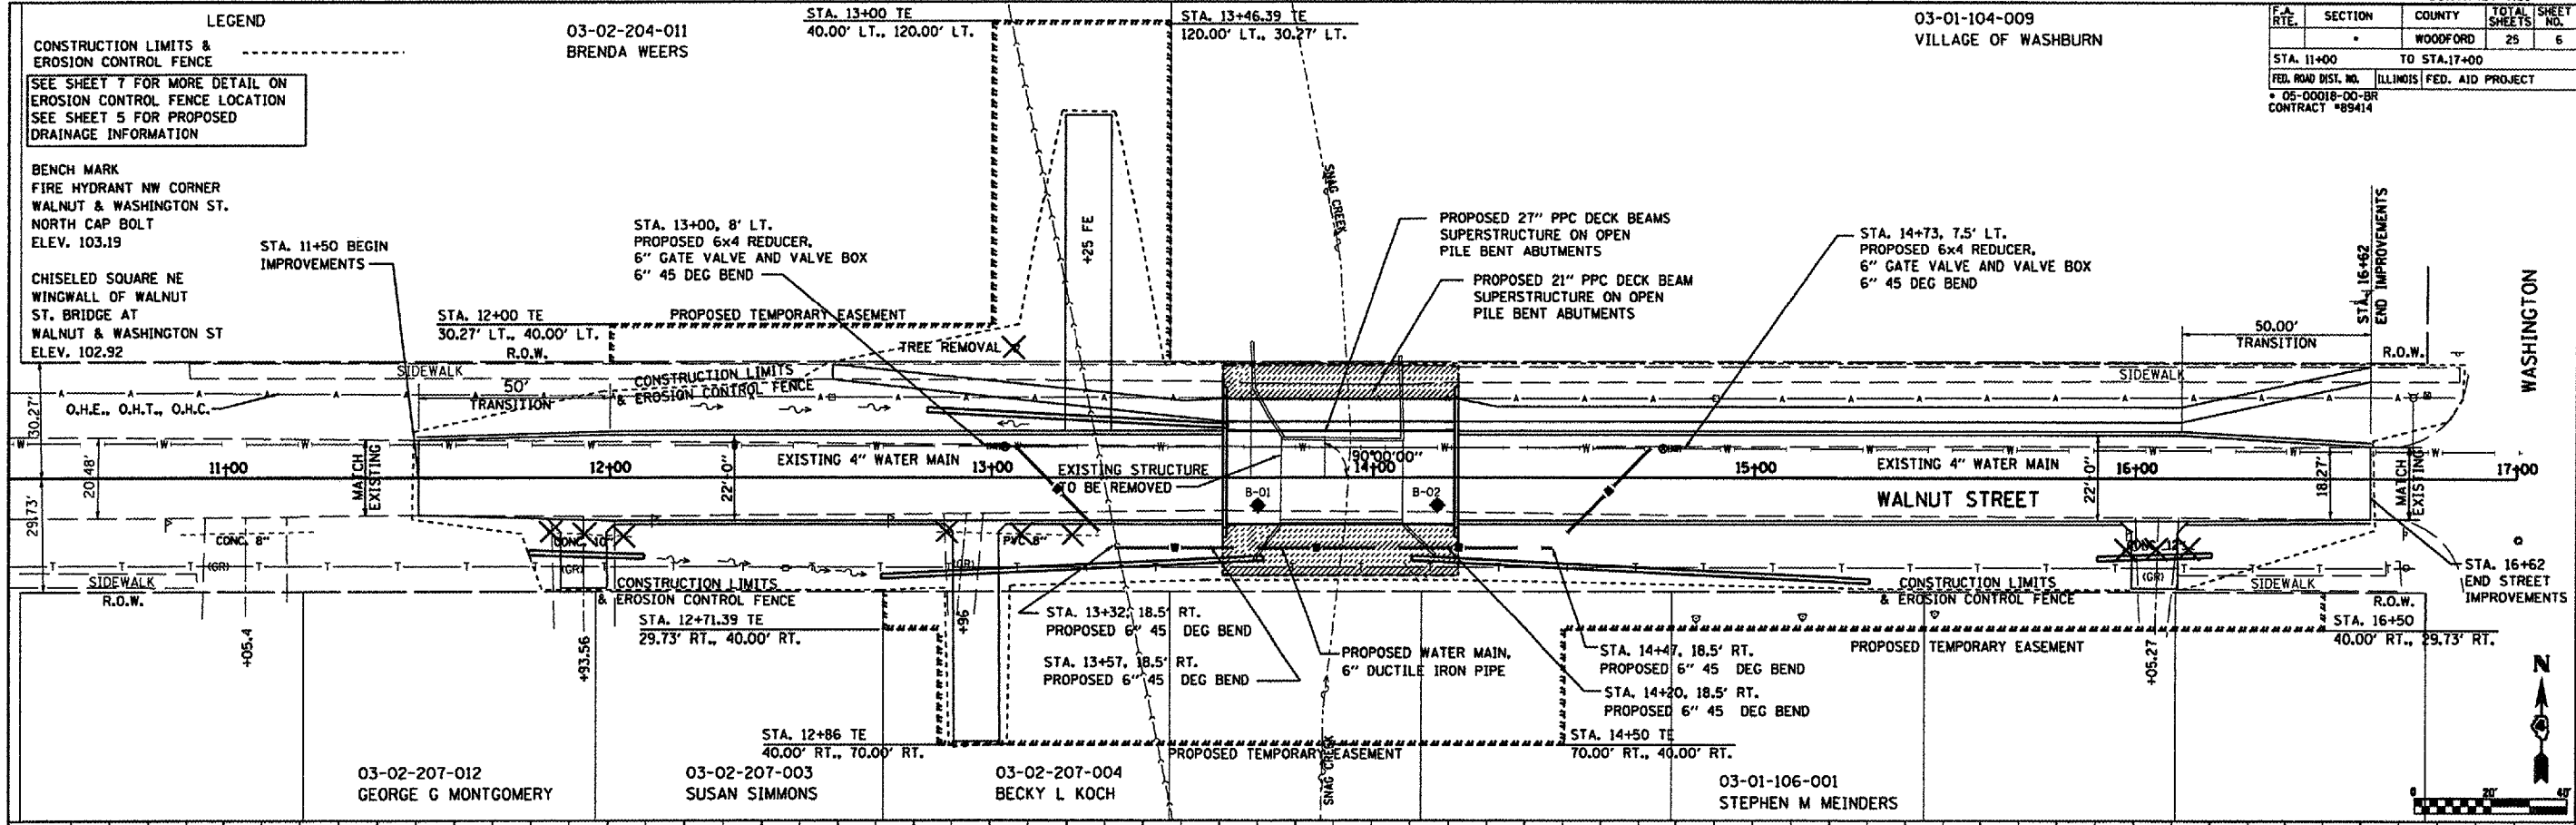 LEGEND
CONSTRUCTION LIMITS &
EROSION CONTROL FENCE
SEE SHEET 7 FOR MORE DETAIL ON
EROSION CONTROL FENCE LOCATION
SEE SHEET 5 FOR PROPOSED
DRAINAGE INFORMATION
BENCH MARK
FIRE HYDRANT NW CORNER
WALNUT & WASHINGTON ST.
NORTH CAP BOLT
ELEV. 103.19
CHISELED SQUARE NE
WINGWALL OF WALNUT
ST. BRIDGE AT
WALNUT & WASHINGTON ST
ELEV. 102.92
03-02-204-011
BRENDA WEERS
STA. 13+00 TE
40.00' LT., 120.00' LT.
STA. 13+46.39 TE
120.00' LT., 30.27' LT.
03-01-104-009
VILLAGE OF WASHBURN
F.A. RTE. SECTION COUNTY TOTAL SHEETS SHEET NO.
* WOODFORD 25 6
STA. 11+00 TO STA.17+00
FED. ROAD DIST. NO. ILLINOIS FED. AID PROJECT
* 05-00018-00-BR
CONTRACT #89414
STA. 11+50 BEGIN
IMPROVEMENTS
STA. 13+00, 8' LT.
PROPOSED 6x4 REDUCER,
6" GATE VALVE AND VALVE BOX
6" 45 DEG BEND
+25 FE
SNAG CREEK
PROPOSED 27" PPC DECK BEAMS
SUPERSTRUCTURE ON OPEN
PILE BENT ABUTMENTS
PROPOSED 21" PPC DECK BEAM
SUPERSTRUCTURE ON OPEN
PILE BENT ABUTMENTS
STA. 14+73, 7.5' LT.
PROPOSED 6x4 REDUCER,
6" GATE VALVE AND VALVE BOX
6" 45 DEG BEND
STA. 16+62
END IMPROVEMENTS
WASHINGTON
STA. 12+00 TE
30.27' LT., 40.00' LT.
R.O.W.
PROPOSED TEMPORARY EASEMENT
TREE REMOVAL
50.00'
TRANSITION
R.O.W.
SIDEWALK
50'
TRANSITION
CONSTRUCTION LIMITS
& EROSION CONTROL FENCE
SIDEWALK
O.H.E., O.H.T., O.H.C.
30.27'
29.73'
20.48'
MATCH
EXISTING
11+00
12+00
22'-0"
EXISTING 4" WATER MAIN
13+00
EXISTING STRUCTURE
TO BE REMOVED
90°00'00"
14+00
B-01
B-02
15+00
EXISTING 4" WATER MAIN
16+00
WALNUT STREET
22'-0"
18.27'
MATCH
EXISTING
17+00
CONC. 8"
(GR)
CONC. 10"
(GR)
PVC 8"
(GR)
CONC. 12"
(GR)
SIDEWALK
R.O.W.
CONSTRUCTION LIMITS
& EROSION CONTROL FENCE
CONSTRUCTION LIMITS
& EROSION CONTROL FENCE
SIDEWALK
R.O.W.
STA. 16+62
END STREET
IMPROVEMENTS
STA. 12+71.39 TE
29.73' RT., 40.00' RT.
+05.4
+93.56
+96
+05.27
STA. 13+32, 18.5' RT.
PROPOSED 6" 45 DEG BEND
STA. 13+57, 18.5' RT.
PROPOSED 6" 45 DEG BEND
PROPOSED WATER MAIN,
6" DUCTILE IRON PIPE
STA. 14+47, 18.5' RT.
PROPOSED 6" 45 DEG BEND
STA. 14+20, 18.5' RT.
PROPOSED 6" 45 DEG BEND
PROPOSED TEMPORARY EASEMENT
STA. 16+50
40.00' RT., 29.73' RT.
STA. 12+86 TE
40.00' RT., 70.00' RT.
PROPOSED TEMPORARY EASEMENT
SNAG CREEK
STA. 14+50 TE
70.00' RT., 40.00' RT.
03-02-207-012
GEORGE G MONTGOMERY
03-02-207-003
SUSAN SIMMONS
03-02-207-004
BECKY L KOCH
03-01-106-001
STEPHEN M MEINDERS
N
0 20' 40'